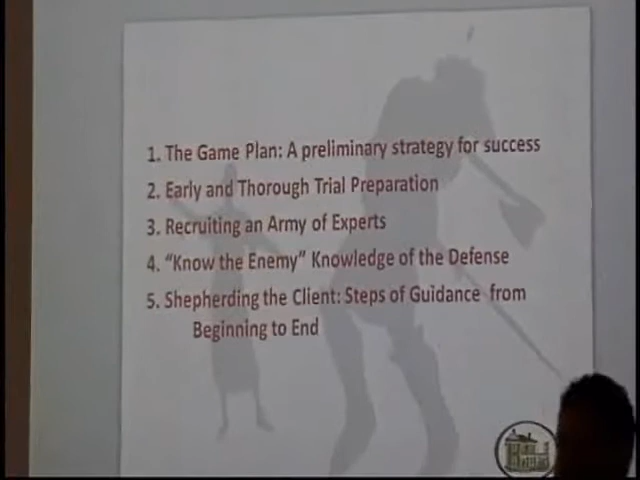 1. The Game Plan: A preliminary strategy for success
2. Early and Thorough Trial Preparation
3. Recruiting an Army of Experts
4. “Know the Enemy” Knowledge of the Defense
5. Shepherding the Client: Steps of Guidance from
Beginning to End